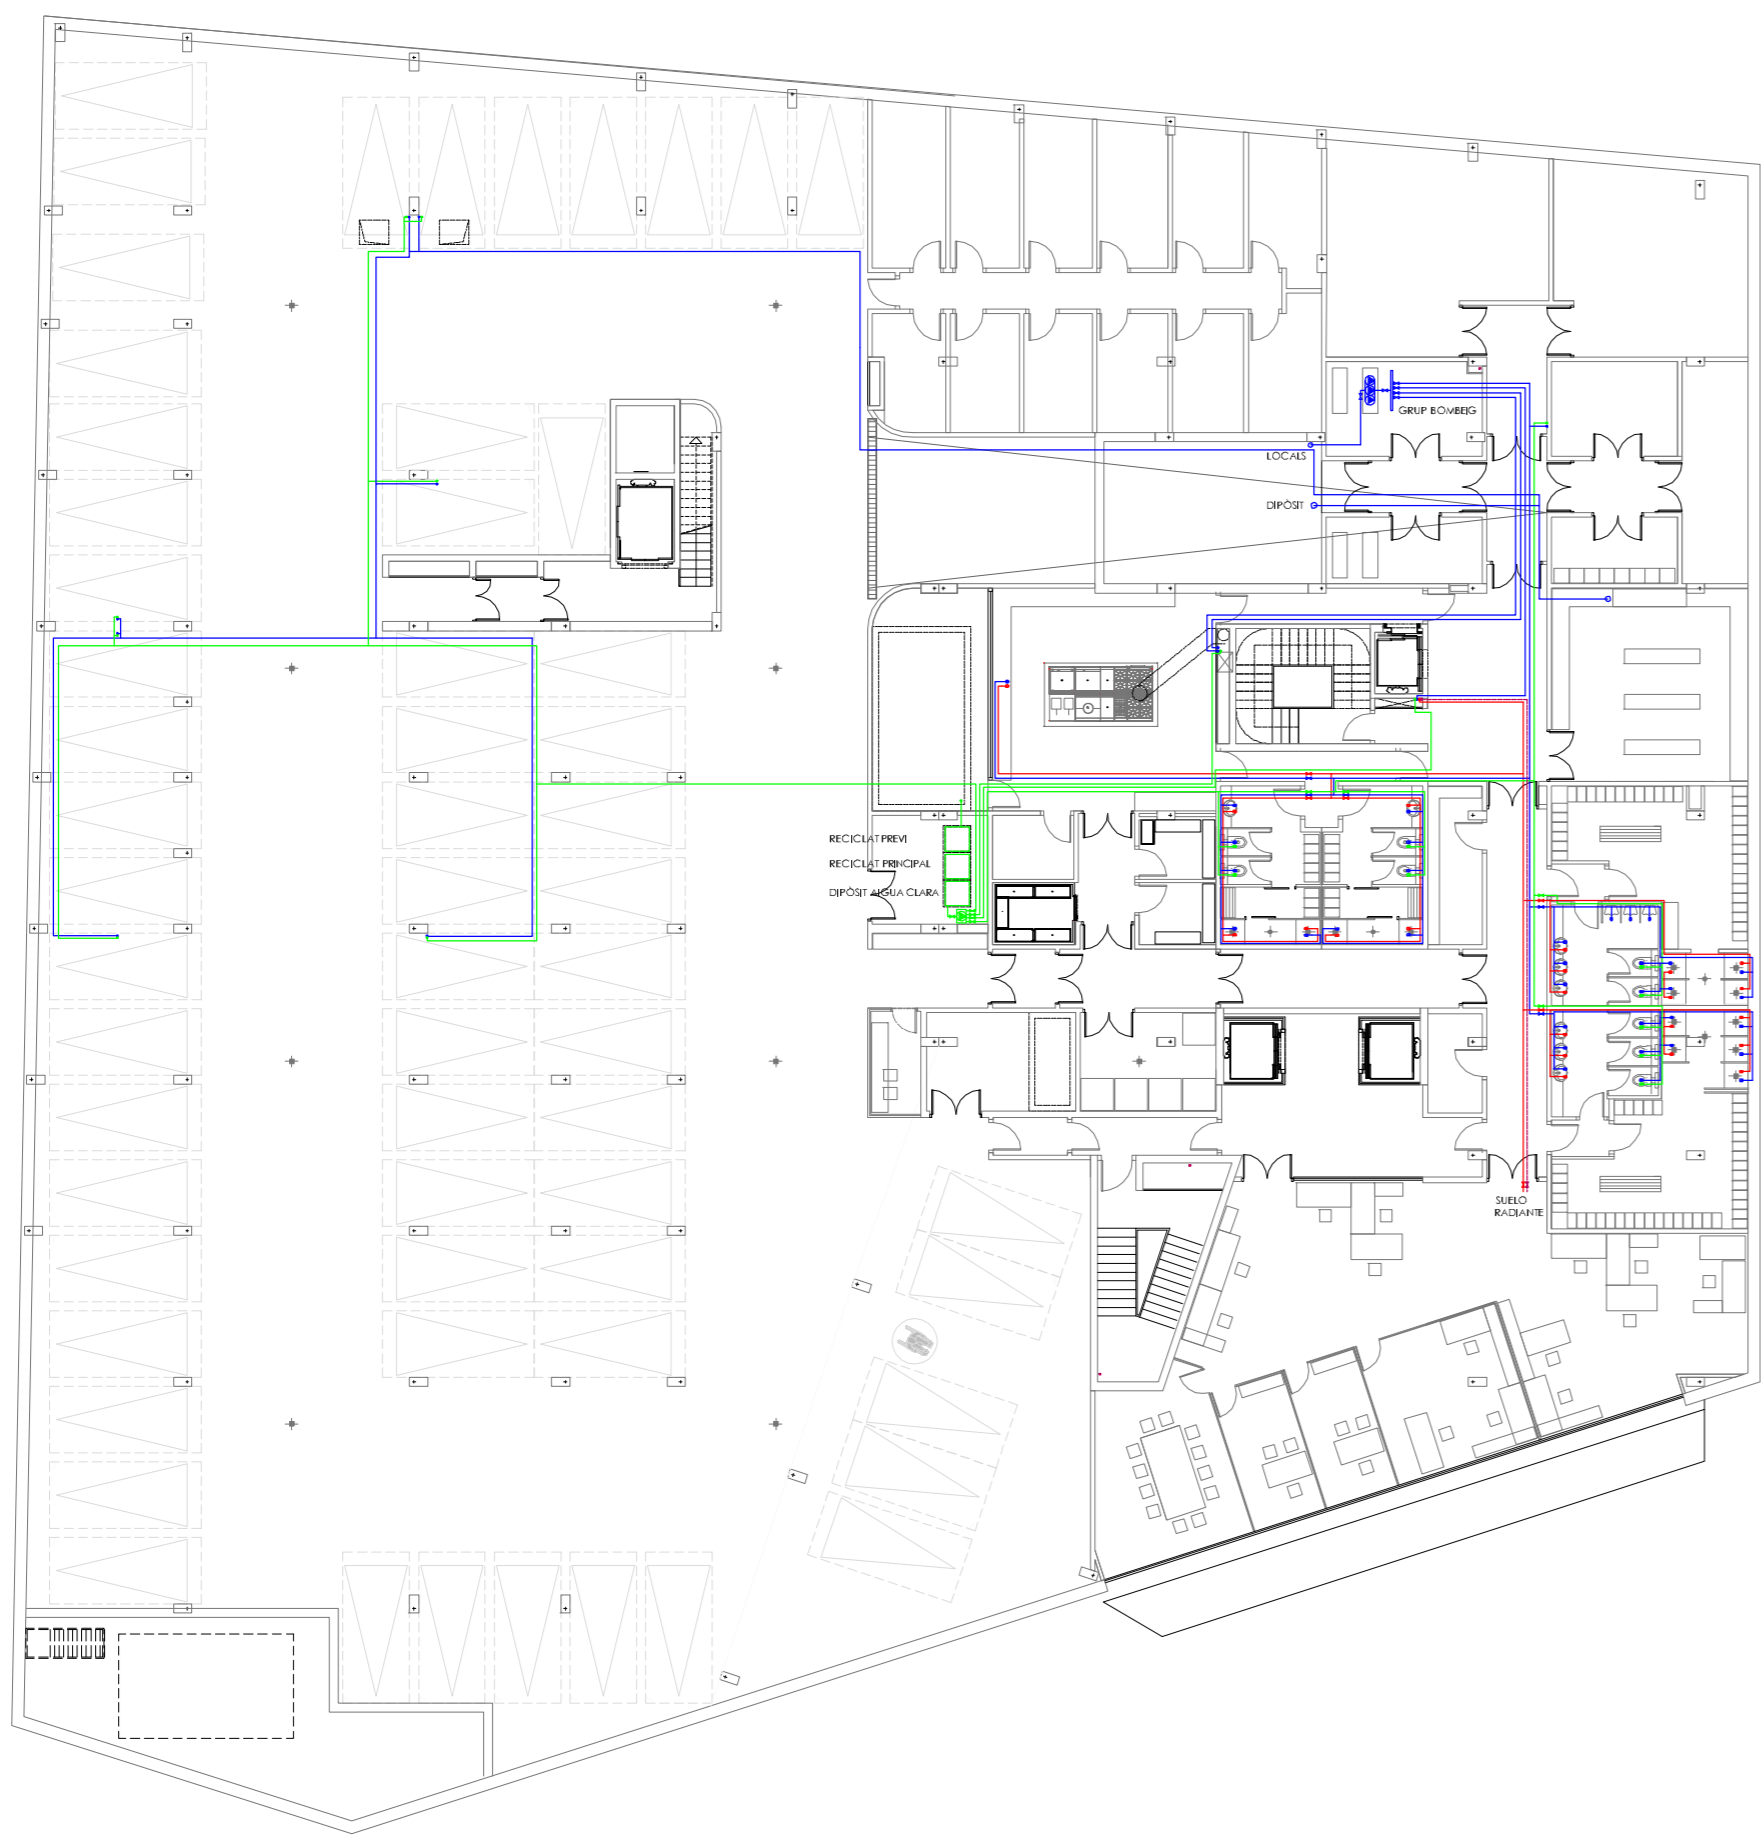 GRUP BOMBEIG
LOCALS
DIPÒSIT
RECICLAT PREVI
RECICLAT PRINCIPAL
DIPÒSIT AIGUA CLARA
SUELO
RADIANTE